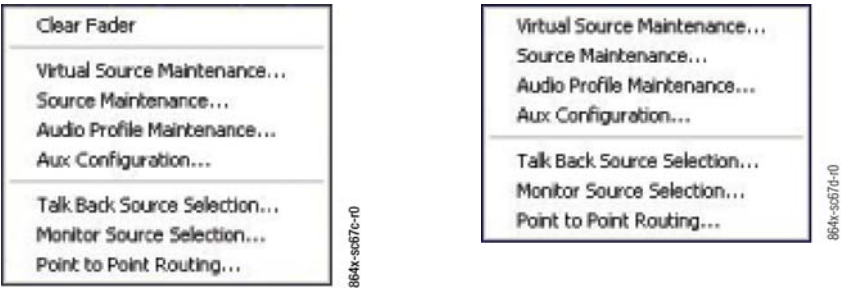 Clear Fader
Virtual Source Maintenance...
Source Maintenance...
Audio Profile Maintenance...
Aux Configuration...
Talk Back Source Selection...
Monitor Source Selection...
Point to Point Routing...
864x-sc67c-r0
Virtual Source Maintenance...
Source Maintenance...
Audio Profile Maintenance...
Aux Configuration...
Talk Back Source Selection...
Monitor Source Selection...
Point to Point Routing...
864x-sc67d-r0